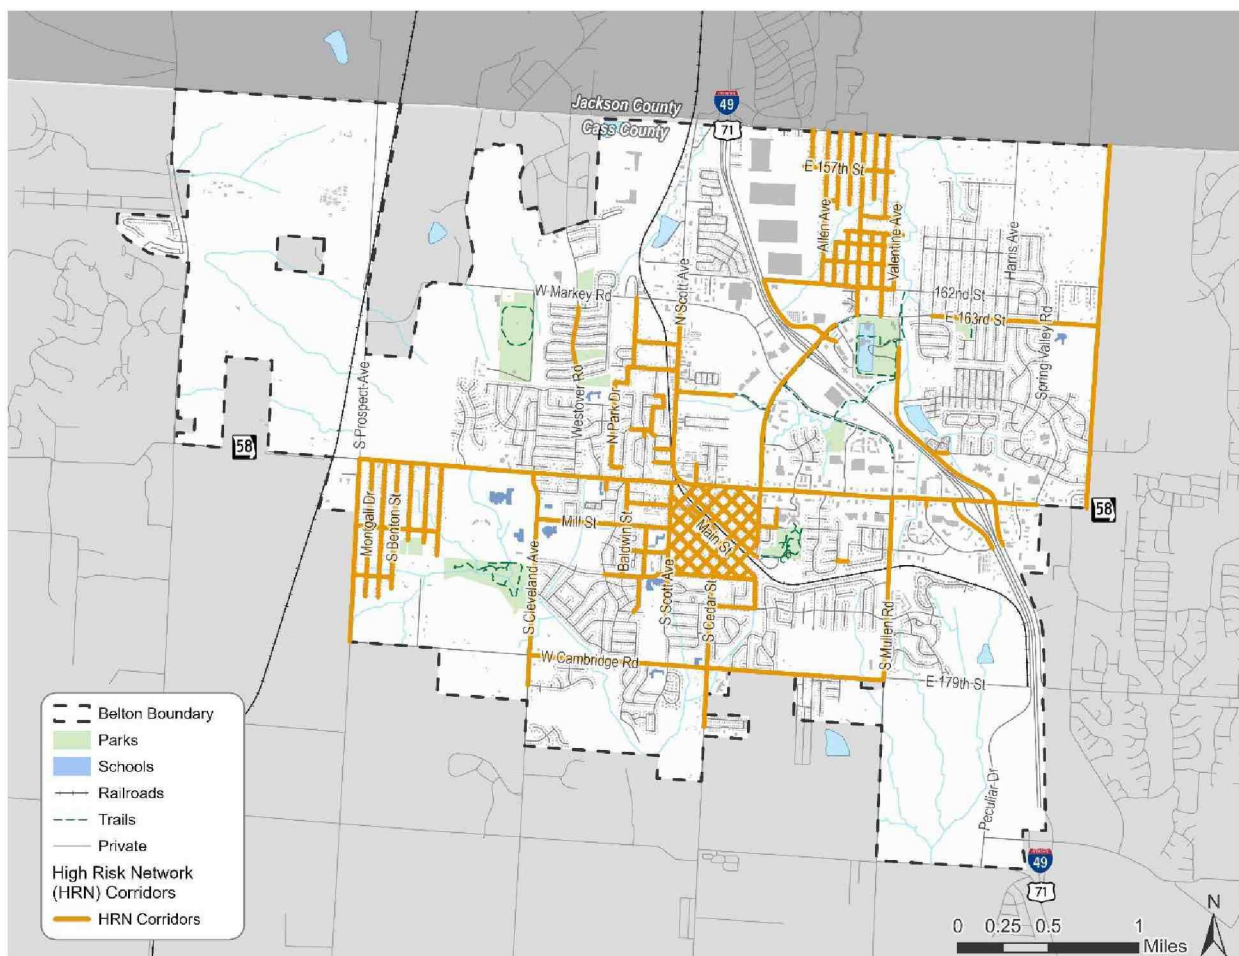 Jackson County
Cass County
INTERSTATE
49
71
E 157th St
Allen Ave
Valentine Ave
Harris Ave
W Markey Rd
N Scott Ave
162nd St
E 163rd St
Spring Valley Rd
S Prospect Ave
Westover Rd
N Park Dr
58
58
Montgall Dr
S Benton St
Mill St
Baldwin St
Main St
S Cleveland Ave
S Scott Ave
S Cedar St
S Mullen Rd
W Cambridge Rd
E 179th St
Peculiar Dr
INTERSTATE
49
71
Belton Boundary
Parks
Schools
Railroads
Trails
Private
High Risk Network
(HRN) Corridors
HRN Corridors
N
0 0.25 0.5 1
Miles